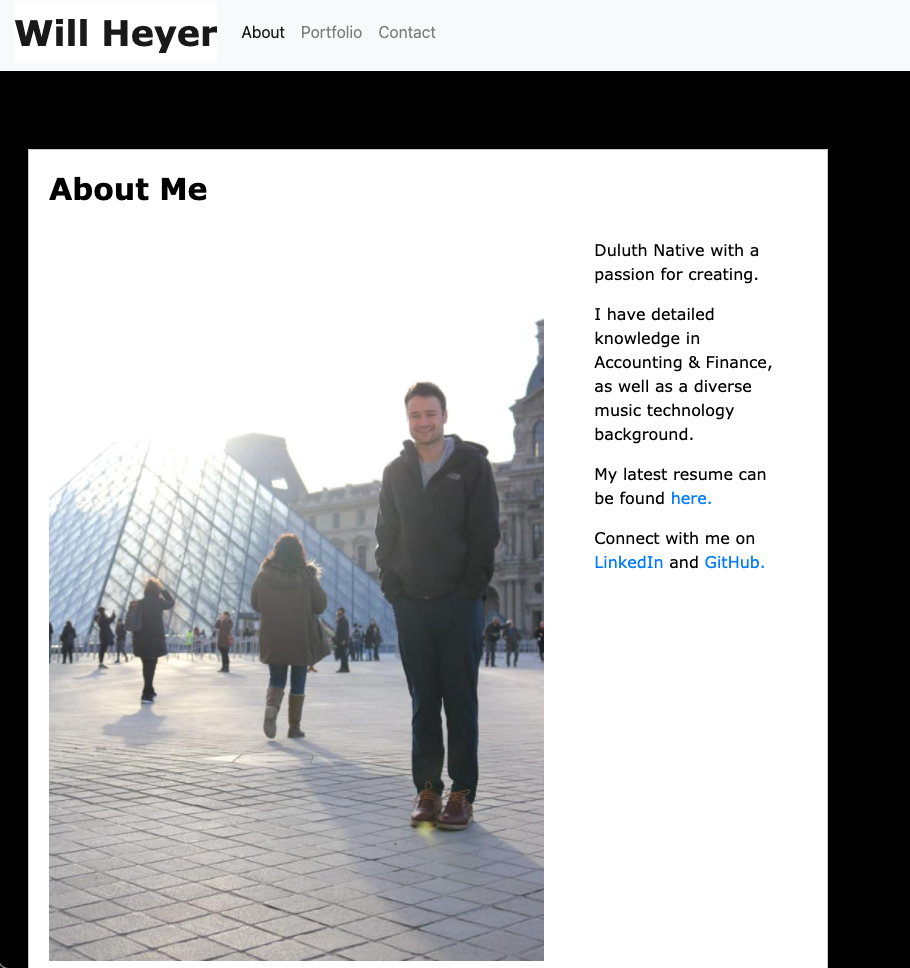 Will Heyer About Portfolio Contact
About Me
Duluth Native with a
passion for creating.
I have detailed
knowledge in
Accounting & Finance,
as well as a diverse
music technology
background.
My latest resume can
be found here.
Connect with me on
LinkedIn and GitHub.